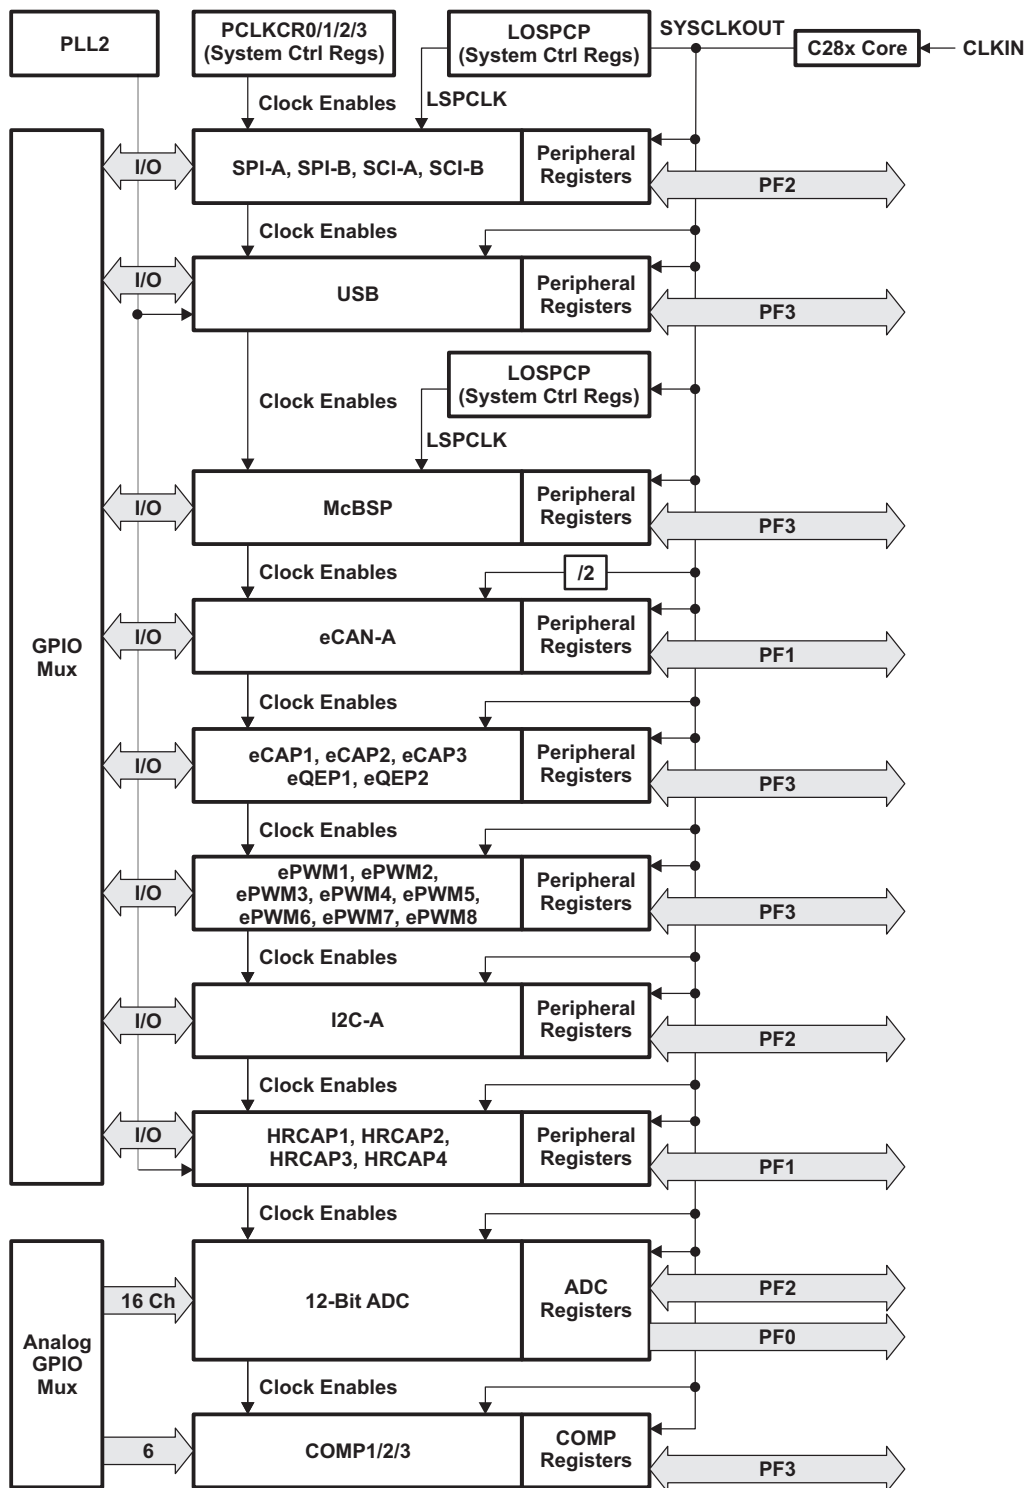 PLL2
PCLKCR0/1/2/3
(System Ctrl Regs)
LOSPCP
(System Ctrl Regs)
SYSCLKOUT
C28x Core
CLKIN
Clock Enables
LSPCLK
I/O
SPI-A, SPI-B, SCI-A, SCI-B
Peripheral
Registers
PF2
Clock Enables
I/O
USB
Peripheral
Registers
PF3
LOSPCP
(System Ctrl Regs)
Clock Enables
LSPCLK
I/O
McBSP
Peripheral
Registers
PF3
Clock Enables
/2
GPIO
Mux
I/O
eCAN-A
Peripheral
Registers
PF1
Clock Enables
I/O
eCAP1, eCAP2, eCAP3
eQEP1, eQEP2
Peripheral
Registers
PF3
Clock Enables
I/O
ePWM1, ePWM2,
ePWM3, ePWM4, ePWM5,
ePWM6, ePWM7, ePWM8
Peripheral
Registers
PF3
Clock Enables
I/O
I2C-A
Peripheral
Registers
PF2
Clock Enables
I/O
HRCAP1, HRCAP2,
HRCAP3, HRCAP4
Peripheral
Registers
PF1
Clock Enables
Analog
GPIO
Mux
16 Ch
12-Bit ADC
ADC
Registers
PF2
PF0
Clock Enables
6
COMP1/2/3
COMP
Registers
PF3